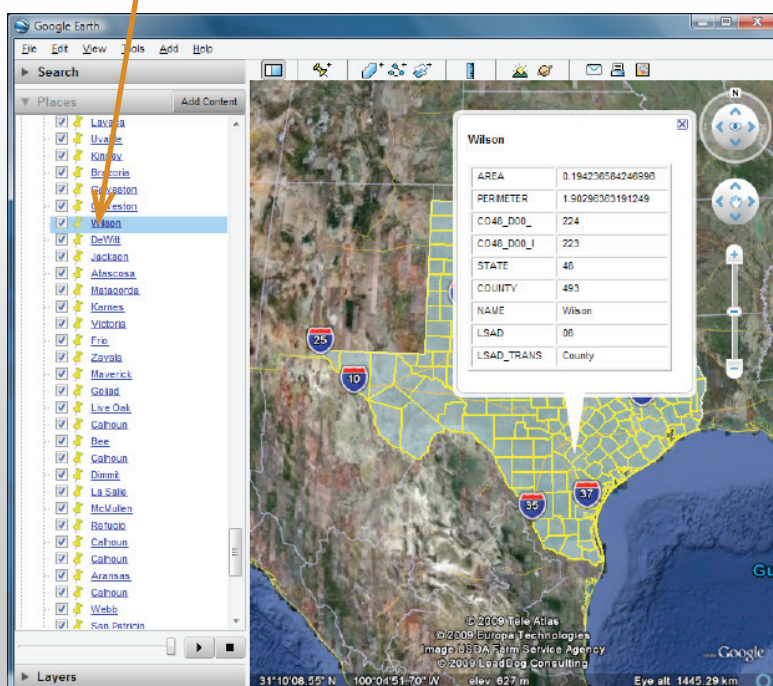 Google Earth
File Edit View Tools Add Help
Search
Places
Add Content
Lavaca
Uvalde
Kinney
Brazoria
Galveston
Galveston
Wilson
DeWitt
Jackson
Atascosa
Matagorda
Karnes
Victoria
Frio
Zavala
Maverick
Goliad
Live Oak
Calhoun
Bee
Calhoun
Dimmit
La Salle
McMullen
Refugio
Calhoun
Calhoun
Aransas
Calhoun
Webb
San Patricio
Layers
N
Wilson
AREA 0.194236584246996
PERIMETER 1.90296363191249
CO48_D00_ 224
CO48_D00_I 223
STATE 48
COUNTY 493
NAME Wilson
LSAD 06
LSAD_TRANS County
25
10
37
35
Gu
© 2009 Tele Atlas
© 2009 Europa Technologies
Image USDA Farm Service Agency
© 2009 LeadDog Consulting
Google
31°10'08.55" N 100°04'51.70" W elev 627 m Eye alt 1445.29 km